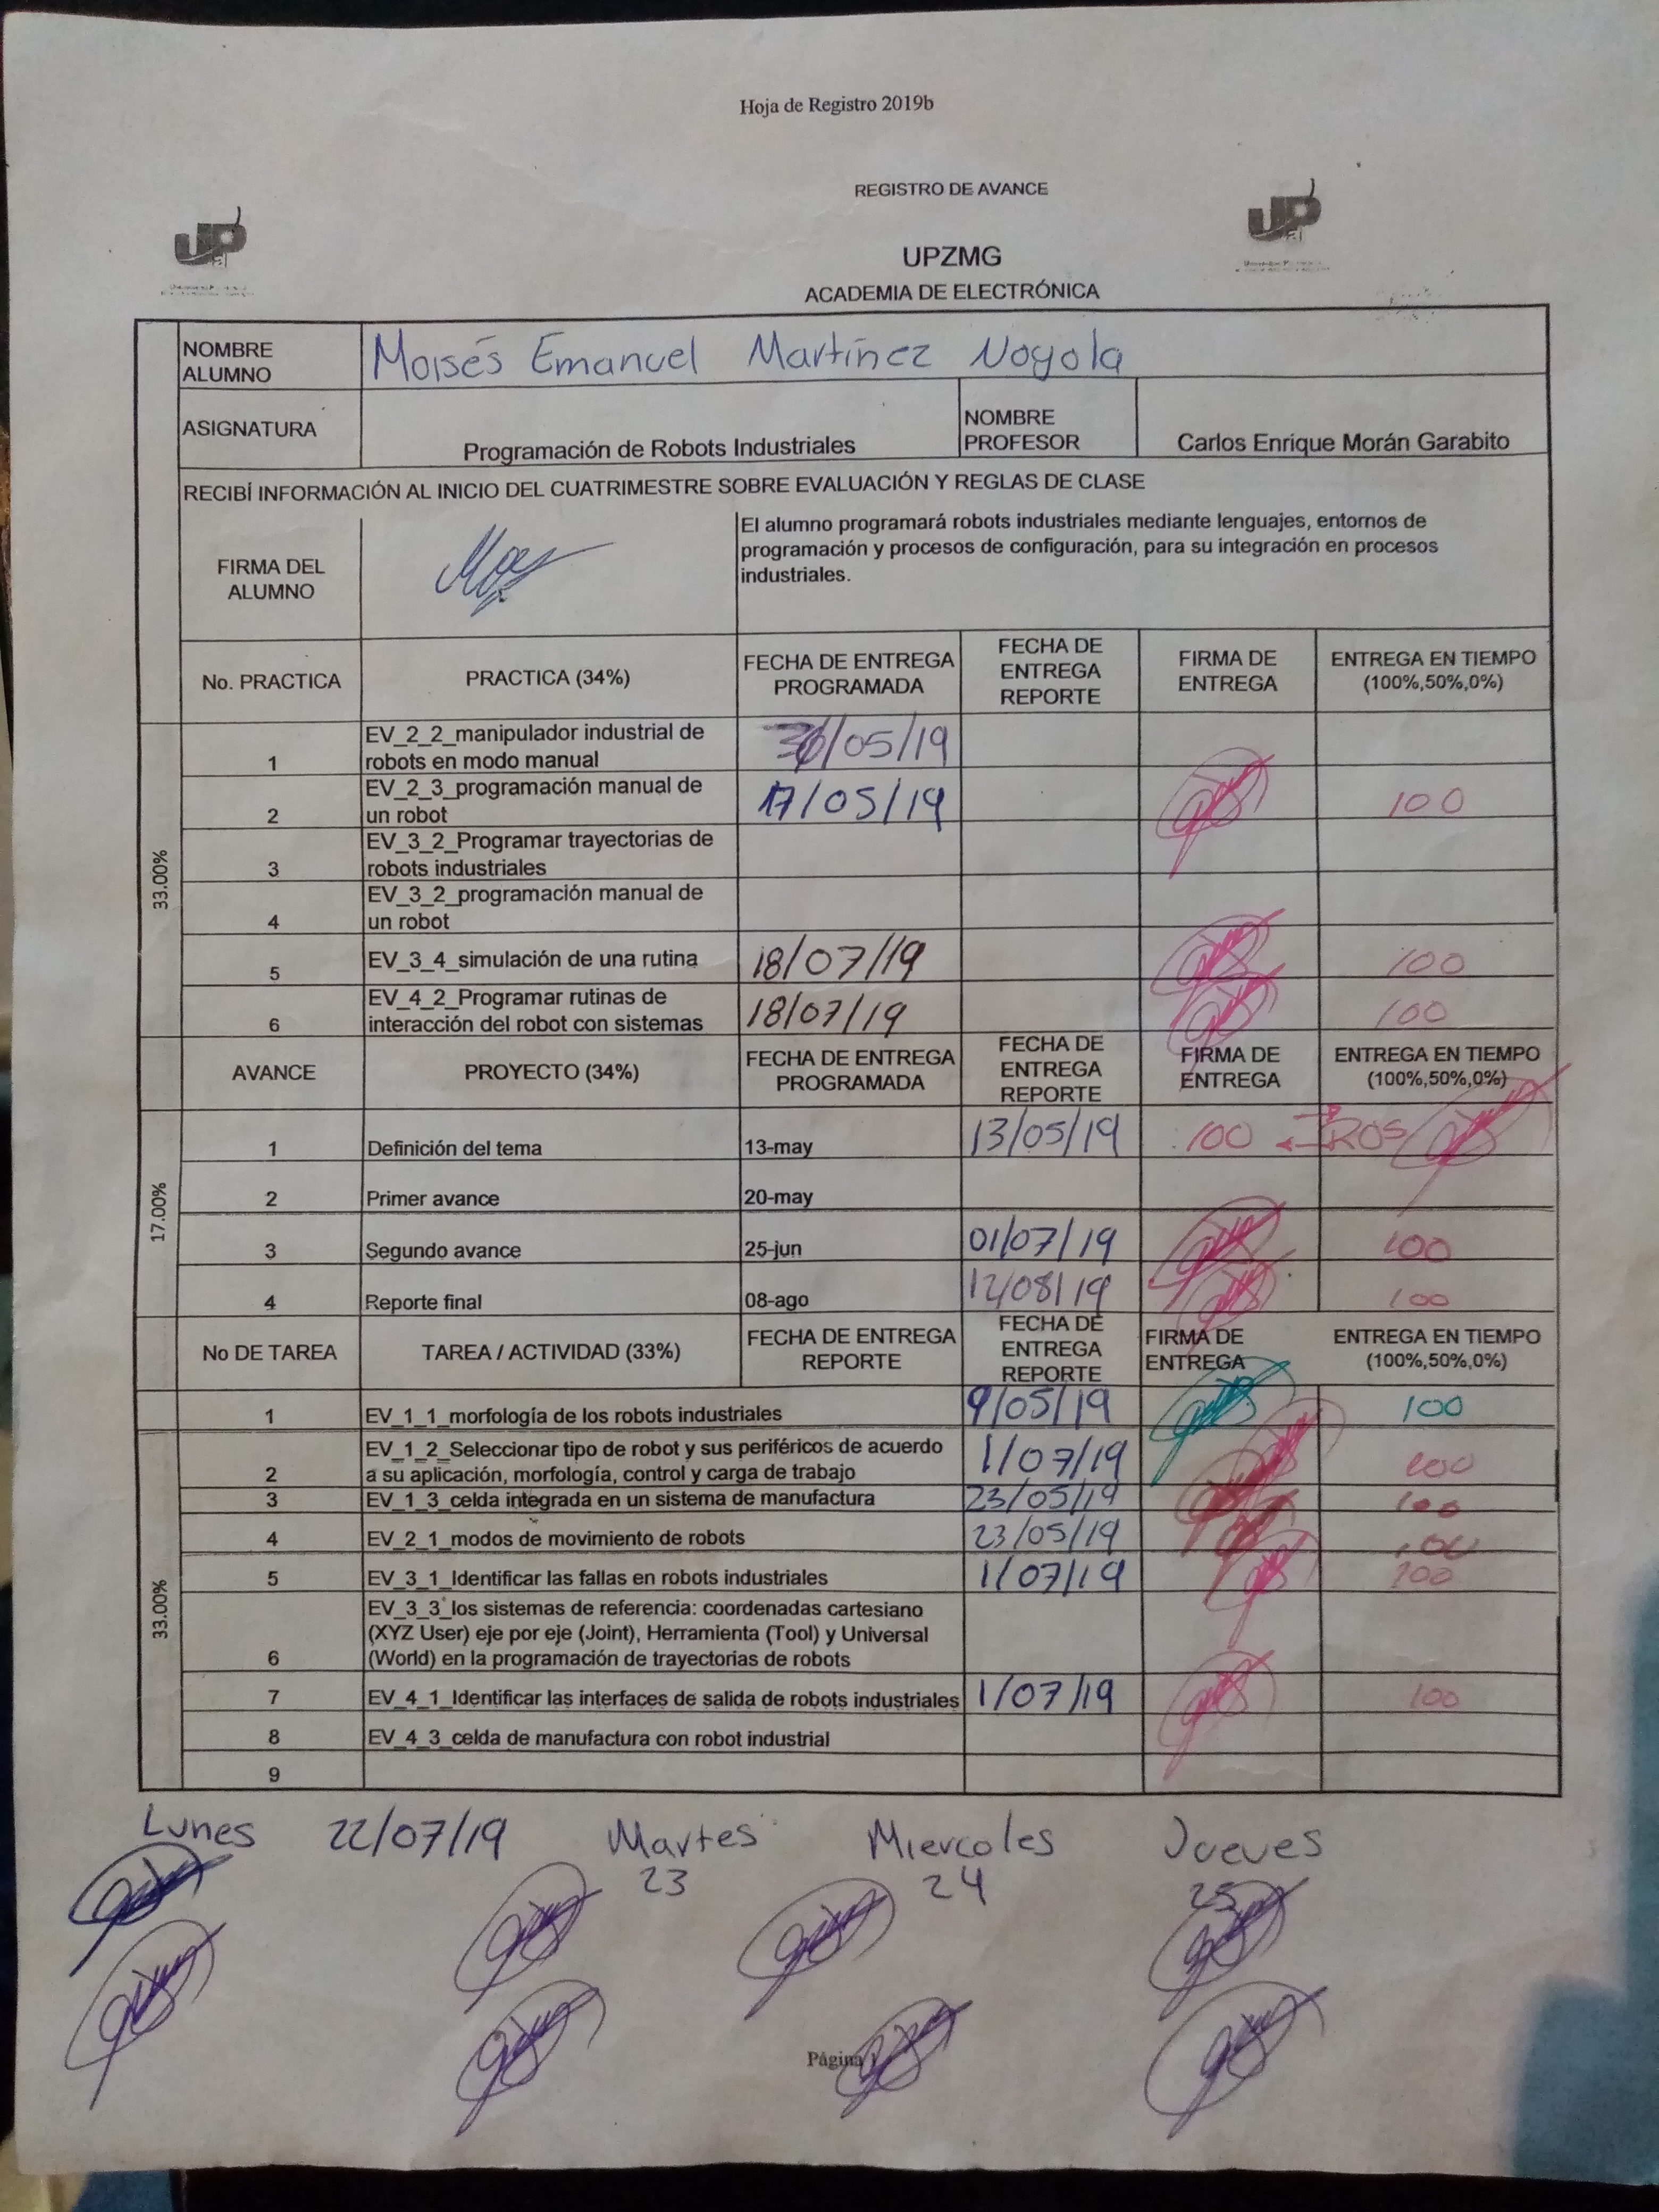 Hoja de Registro 2019b
REGISTRO DE AVANCE
UPZMG
ACADEMIA DE ELECTRÓNICA
NOMBRE ALUMNO
Moisés Emanuel Martínez Noyola
ASIGNATURA
Programación de Robots Industriales
NOMBRE PROFESOR
Carlos Enrique Morán Garabito
RECIBÍ INFORMACIÓN AL INICIO DEL CUATRIMESTRE SOBRE EVALUACIÓN Y REGLAS DE CLASE
FIRMA DEL ALUMNO
El alumno programará robots industriales mediante lenguajes, entornos de
programación y procesos de configuración, para su integración en procesos
industriales.
33.00%
No. PRACTICA PRACTICA (34%) FECHA DE ENTREGA PROGRAMADA FECHA DE ENTREGA REPORTE FIRMA DE ENTREGA ENTREGA EN TIEMPO (100%,50%,0%)
1 EV_2_2_manipulador industrial de robots en modo manual /05/19
2 EV_2_3_programación manual de un robot 17/05/19 100
3 EV_3_2_Programar trayectorias de robots industriales
4 EV_3_2_programación manual de un robot
5 EV_3_4_simulación de una rutina 18/07/19 100
6 EV_4_2_Programar rutinas de interacción del robot con sistemas 18/07/19 100
17.00%
AVANCE PROYECTO (34%) FECHA DE ENTREGA PROGRAMADA FECHA DE ENTREGA REPORTE FIRMA DE ENTREGA ENTREGA EN TIEMPO (100%,50%,0%)
1 Definición del tema 13-may 13/05/19 100 ROS
2 Primer avance 20-may
3 Segundo avance 25-jun 01/07/19 100
4 Reporte final 08-ago 12/08/19 100
33.00%
No DE TAREA TAREA / ACTIVIDAD (33%) FECHA DE ENTREGA REPORTE FECHA DE ENTREGA REPORTE FIRMA DE ENTREGA ENTREGA EN TIEMPO (100%,50%,0%)
1 EV_1_1_morfología de los robots industriales 9/05/19 100
2 EV_1_2_Seleccionar tipo de robot y sus periféricos de acuerdo a su aplicación, morfología, control y carga de trabajo 1/07/19 100
3 EV_1_3_celda integrada en un sistema de manufactura 23/05/19 100
4 EV_2_1_modos de movimiento de robots 23/05/19 100
5 EV_3_1_Identificar las fallas en robots industriales 1/07/19 100
6 EV_3_3_los sistemas de referencia: coordenadas cartesiano (XYZ User) eje por eje (Joint), Herramienta (Tool) y Universal (World) en la programación de trayectorias de robots
7 EV_4_1_Identificar las interfaces de salida de robots industriales 1/07/19 100
8 EV_4_3_celda de manufactura con robot industrial
9
Lunes 22/07/19 Martes 23 Miercoles 24 Jueves 25
Página 1